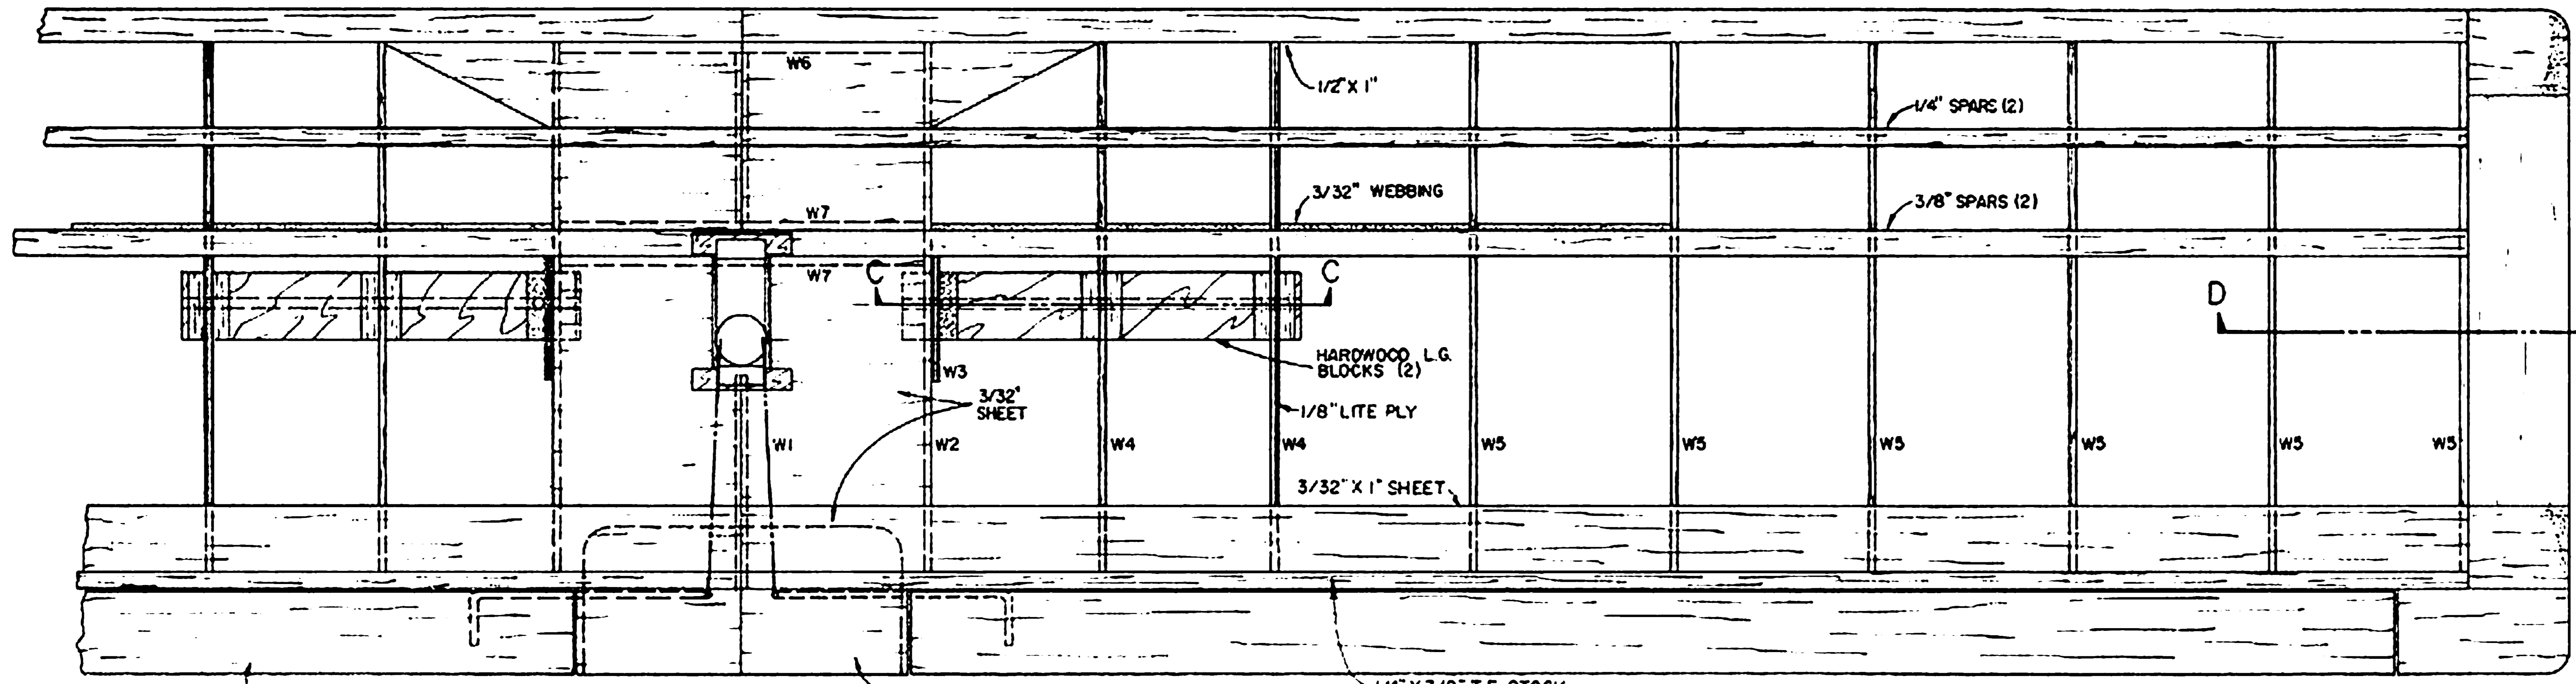 W6
1/2" X 1"
1/4" SPARS (2)
3/32" WEBBING
3/8" SPARS (2)
W7
W7
C
C
D
HARDWOOD L.G.
BLOCKS (2)
W3
3/32"
SHEET
1/8" LITE PLY
W1
W2
W4
W4
W5
W5
W5
W5
W5
W5
3/32" X 1" SHEET